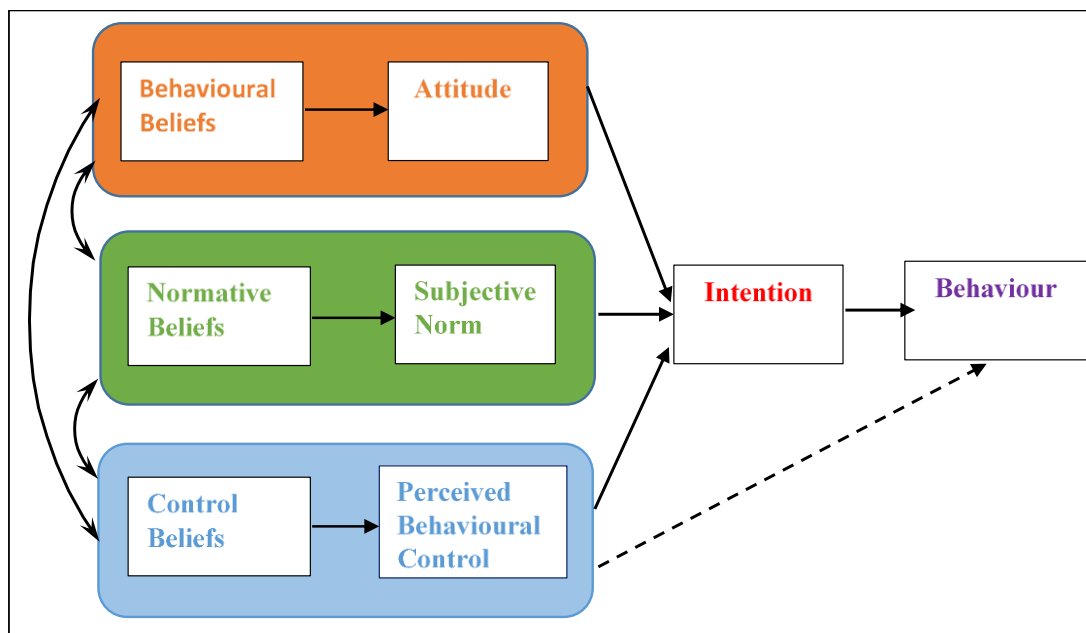 Behavioural
Beliefs
Attitude
Normative
Beliefs
Subjective
Norm
Intention
Behaviour
Control
Beliefs
Perceived
Behavioural
Control